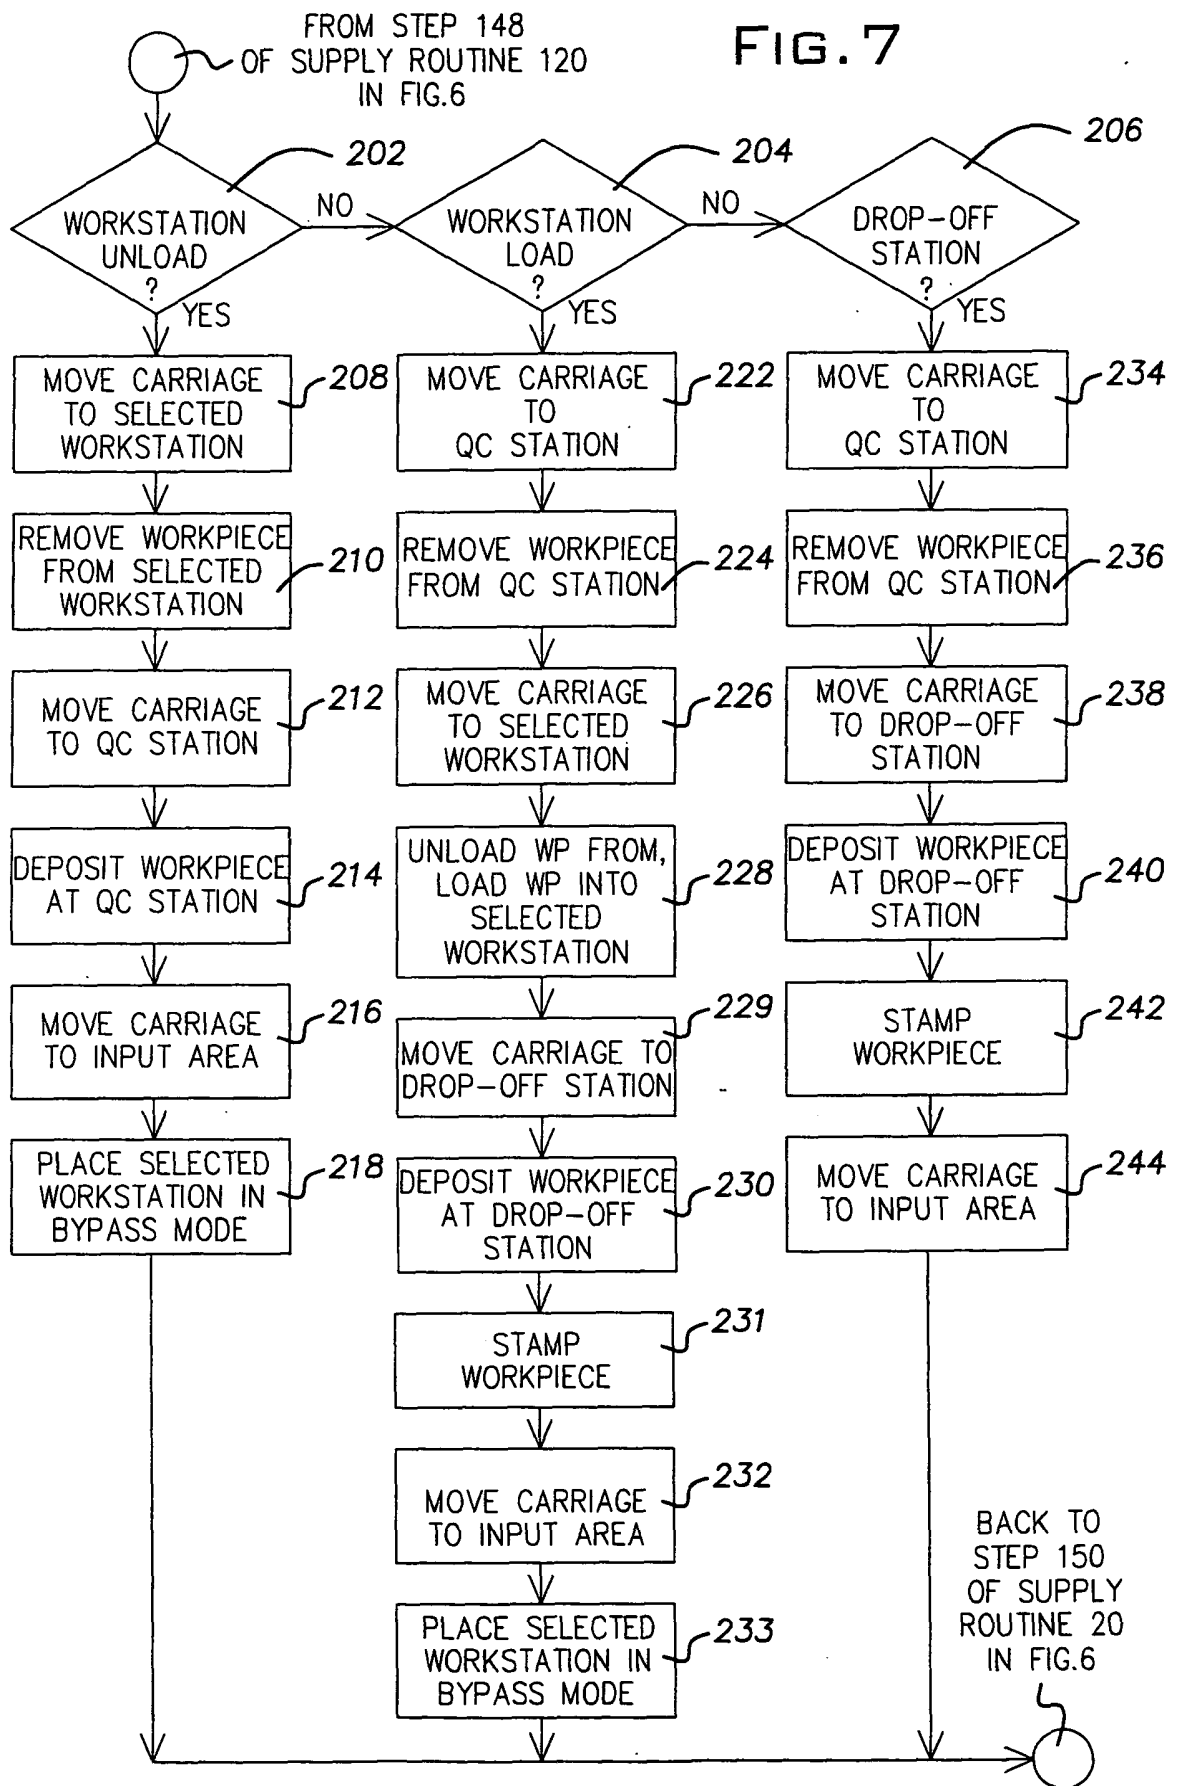 FROM STEP 148
OF SUPPLY ROUTINE 120
IN FIG.6
FIG. 7
202
WORKSTATION
UNLOAD
?
NO
YES
204
WORKSTATION
LOAD
?
NO
YES
206
DROP-OFF
STATION
?
YES
MOVE CARRIAGE
TO SELECTED
WORKSTATION
208
REMOVE WORKPIECE
FROM SELECTED
WORKSTATION
210
MOVE CARRIAGE
TO QC STATION
212
DEPOSIT WORKPIECE
AT QC STATION
214
MOVE CARRIAGE
TO INPUT AREA
216
PLACE SELECTED
WORKSTATION IN
BYPASS MODE
218
MOVE CARRIAGE
TO
QC STATION
222
REMOVE WORKPIECE
FROM QC STATION
224
MOVE CARRIAGE
TO SELECTED
WORKSTATION
226
UNLOAD WP FROM,
LOAD WP INTO
SELECTED
WORKSTATION
228
229
MOVE CARRIAGE TO
DROP-OFF STATION
DEPOSIT WORKPIECE
AT DROP-OFF
STATION
230
STAMP
WORKPIECE
231
MOVE CARRIAGE
TO INPUT AREA
232
PLACE SELECTED
WORKSTATION IN
BYPASS MODE
233
MOVE CARRIAGE
TO
QC STATION
234
REMOVE WORKPIECE
FROM QC STATION
236
MOVE CARRIAGE
TO DROP-OFF
STATION
238
DEPOSIT WORKPIECE
AT DROP-OFF
STATION
240
STAMP
WORKPIECE
242
MOVE CARRIAGE
TO INPUT AREA
244
BACK TO
STEP 150
OF SUPPLY
ROUTINE 20
IN FIG.6